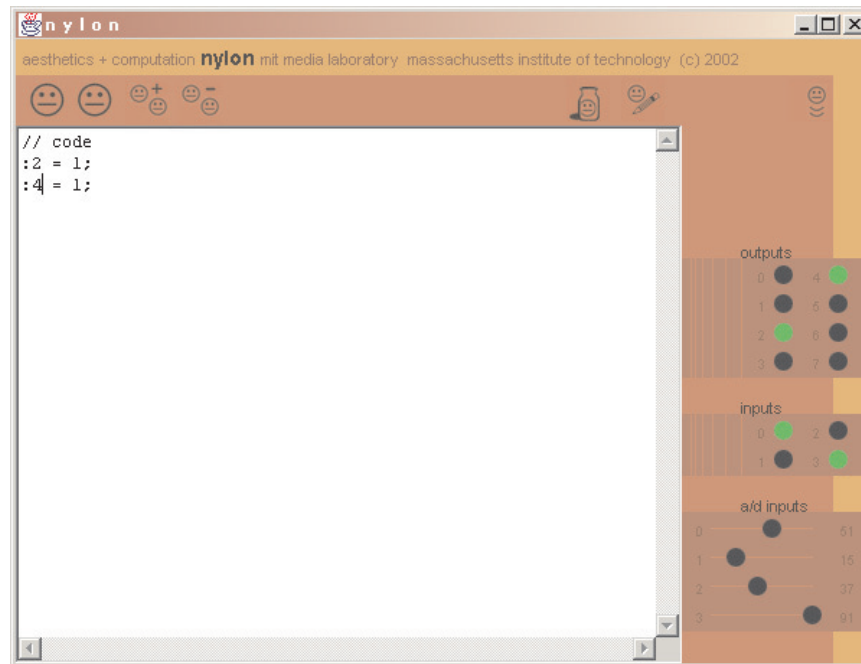 nylon
aesthetics + computation nylon mit media laboratory massachusetts institute of technology (c) 2002
// code
:2 = 1;
:4 = 1;
outputs
0 4
1 5
2 6
3 7
inputs
0 2
1 3
a/d inputs
0 61
1 15
2 37
3 91